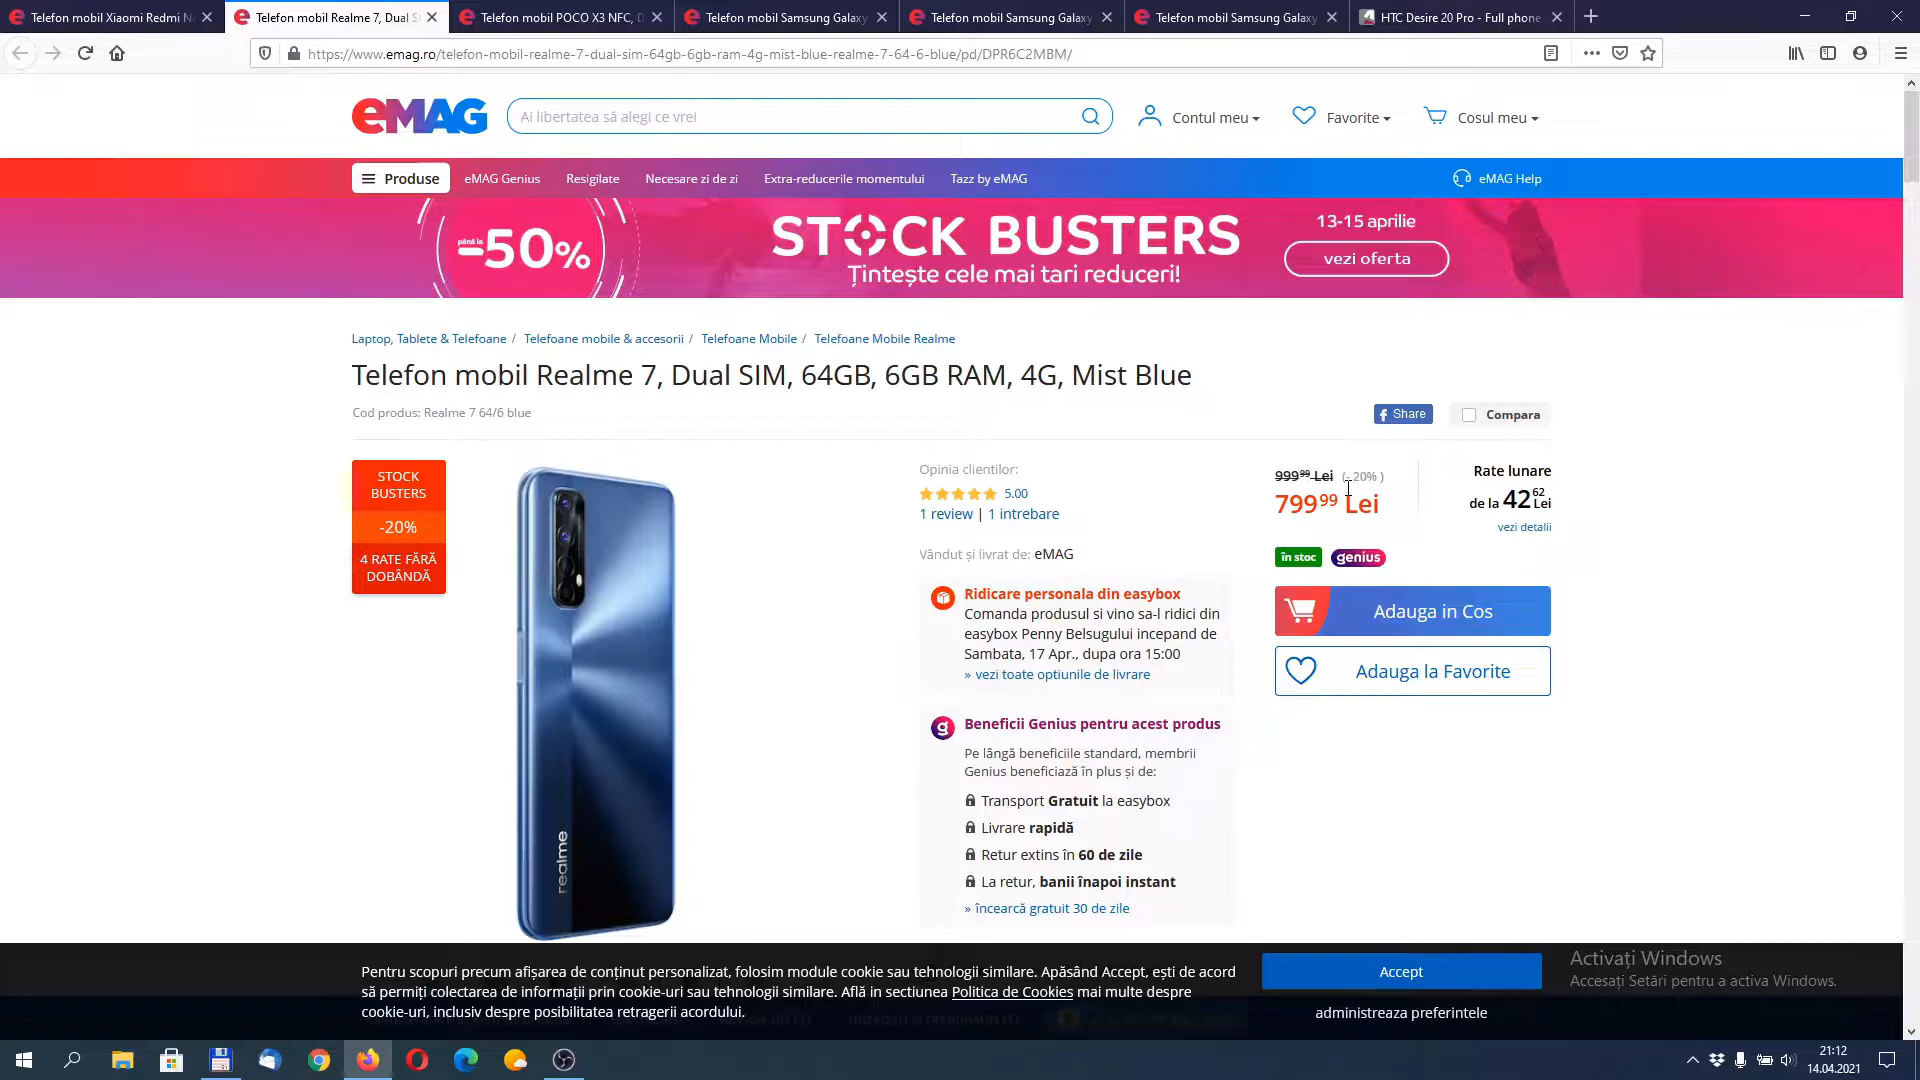 Telefon mobil Xiaomi Redmi N
Telefon mobil Realme 7, Dual S
Telefon mobil POCO X3 NFC, D
Telefon mobil Samsung Galaxy
Telefon mobil Samsung Galaxy
Telefon mobil Samsung Galaxy
HTC Desire 20 Pro - Full phone
https://www.emag.ro/telefon-mobil-realme-7-dual-sim-64gb-6gb-ram-4g-mist-blue-realme-7-64-6-blue/pd/DPR6C2MBM/
eMAG
Ai libertatea să alegi ce vrei
Contul meu
Favorite
Cosul meu
Produse
eMAG Genius
Resigilate
Necesare zi de zi
Extra-reducerile momentului
Tazz by eMAG
eMAG Help
până la
-50%
STOCK BUSTERS
Țintește cele mai tari reduceri!
13-15 aprilie
vezi oferta
Laptop, Tablete & Telefoane / Telefoane mobile & accesorii / Telefoane Mobile / Telefoane Mobile Realme
Telefon mobil Realme 7, Dual SIM, 64GB, 6GB RAM, 4G, Mist Blue
Cod produs: Realme 7 64/6 blue
Share
Compara
STOCK
BUSTERS
-20%
4 RATE FĂRĂ
DOBÂNDĂ
realme
Opinia clientilor:
5.00
1 review | 1 intrebare
Vândut și livrat de: eMAG
Ridicare personala din easybox
Comanda produsul si vino sa-l ridici din
easybox Penny Belsugului incepand de
Sambata, 17 Apr., dupa ora 15:00
» vezi toate optiunile de livrare
g
Beneficii Genius pentru acest produs
Pe lângă beneficiile standard, membrii
Genius beneficiază în plus și de:
Transport Gratuit la easybox
Livrare rapidă
Retur extins în 60 de zile
La retur, banii înapoi instant
» încearcă gratuit 30 de zile
999⁹⁹ Lei (-20% )
799⁹⁹ Lei
Rate lunare
de la 42⁶² Lei
vezi detalii
în stoc
genius
Adauga in Cos
Adauga la Favorite
Pentru scopuri precum afișarea de conținut personalizat, folosim module cookie sau tehnologii similare. Apăsând Accept, ești de acord
să permiți colectarea de informații prin cookie-uri sau tehnologii similare. Află in sectiunea Politica de Cookies mai multe despre
cookie-uri, inclusiv despre posibilitatea retragerii acordului.
Accept
administreaza preferintele
Activați Windows
Accesați Setări pentru a activa Windows.
21:12
14.04.2021